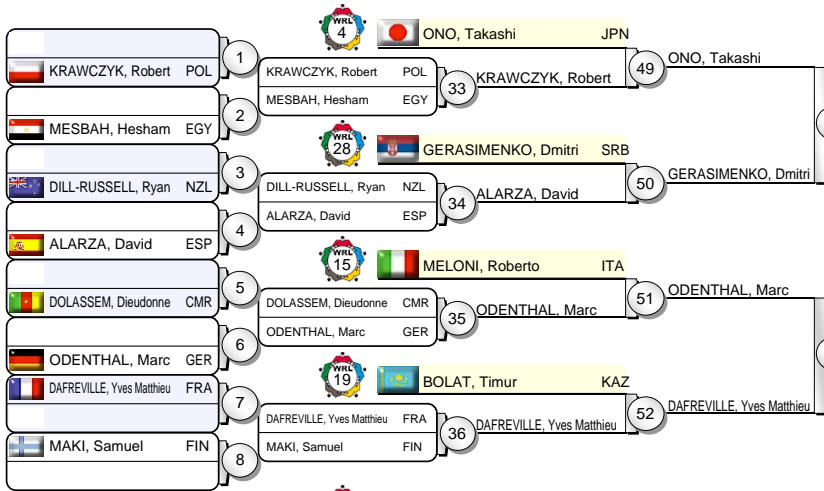 WRL
4
ONO, Takashi JPN
1
KRAWCZYK, Robert POL
KRAWCZYK, Robert POL
33
KRAWCZYK, Robert
49
ONO, Takashi
MESBAH, Hesham EGY
2
MESBAH, Hesham EGY
WRL
28
GERASIMENKO, Dmitri SRB
3
DILL-RUSSELL, Ryan NZL
DILL-RUSSELL, Ryan NZL
34
ALARZA, David
50
GERASIMENKO, Dmitri
ALARZA, David ESP
4
ALARZA, David ESP
WRL
15
MELONI, Roberto ITA
5
DOLASSEM, Dieudonne CMR
DOLASSEM, Dieudonne CMR
35
ODENTHAL, Marc
51
ODENTHAL, Marc
ODENTHAL, Marc GER
6
ODENTHAL, Marc GER
WRL
19
BOLAT, Timur KAZ
DAFREVILLE, Yves Matthieu FRA
7
DAFREVILLE, Yves Matthieu FRA
36
DAFREVILLE, Yves Matthieu
52
DAFREVILLE, Yves Matthieu
MAKI, Samuel FIN
8
MAKI, Samuel FIN